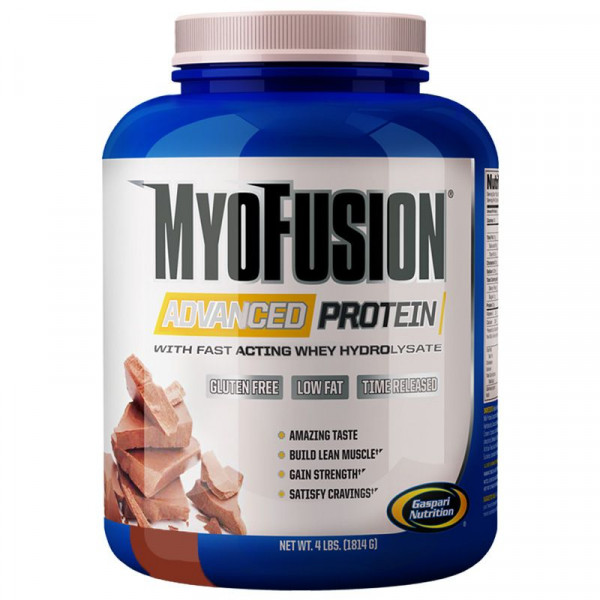 MYOFUSION®
ADVANCED PROTEIN
WITH FAST ACTING WHEY HYDROLYSATE
GLUTEN FREE LOW FAT TIME RELEASED
AMAZING TASTE
BUILD LEAN MUSCLE
GAIN STRENGTH
SATISFY CRAVINGS
Gaspari
Nutrition
®
NET WT. 4 LBS. (1814 G)